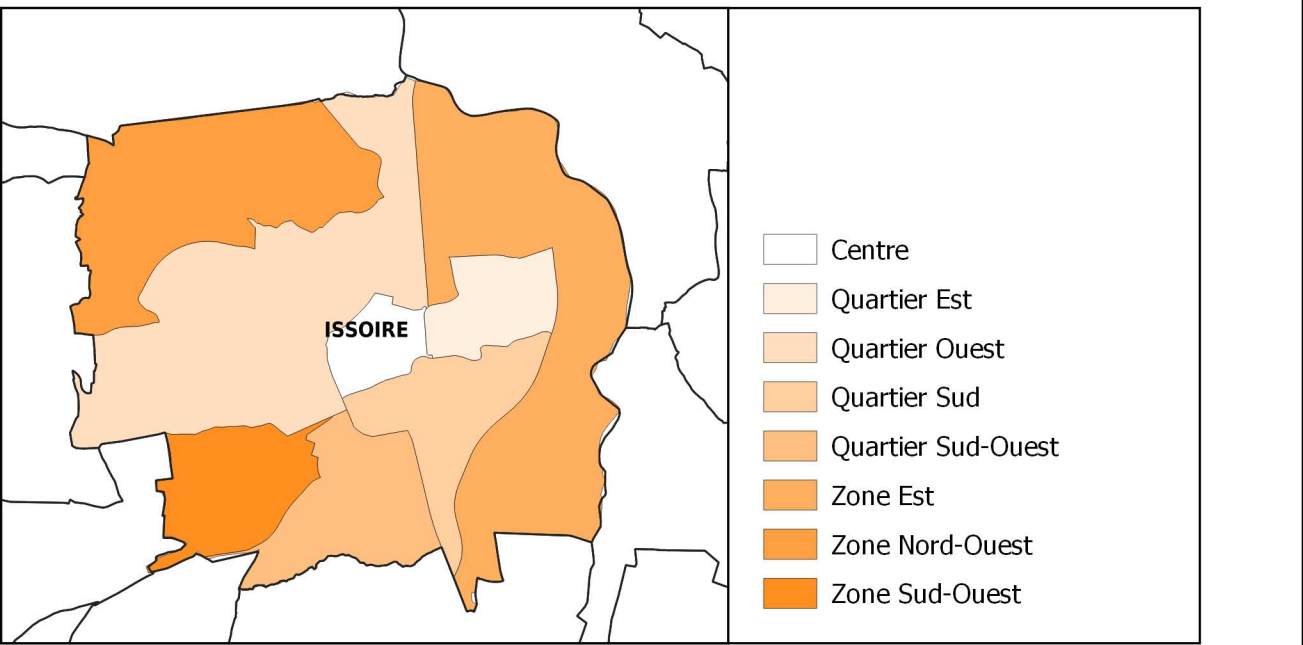 ISSOIRE
Centre
Quartier Est
Quartier Ouest
Quartier Sud
Quartier Sud-Ouest
Zone Est
Zone Nord-Ouest
Zone Sud-Ouest